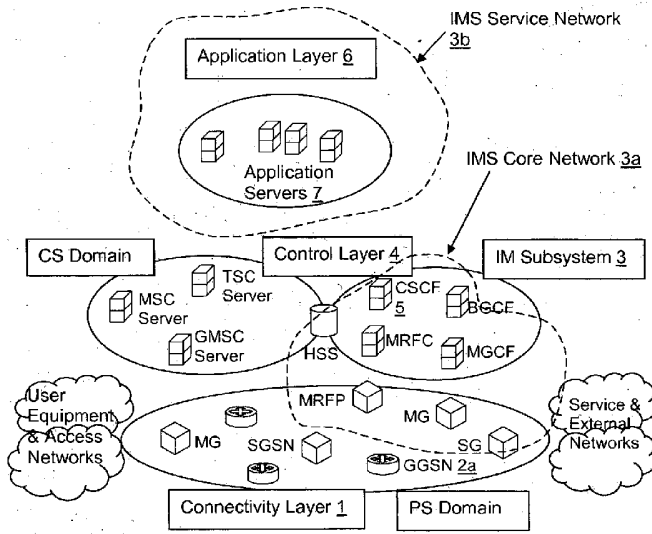 IMS Service Network
3b
Application Layer 6
Application
Servers 7
IMS Core Network 3a
CS Domain
Control Layer 4
IM Subsystem 3
TSC
Server
MSC
Server
GMSC
Server
HSS
CSCF
5
BGCF
MRFC
MGCF
User
Equipment
& Access
Networks
MRFP
MG
MG
SGSN
SG
GGSN 2a
Service &
External
Networks
Connectivity Layer 1
PS Domain